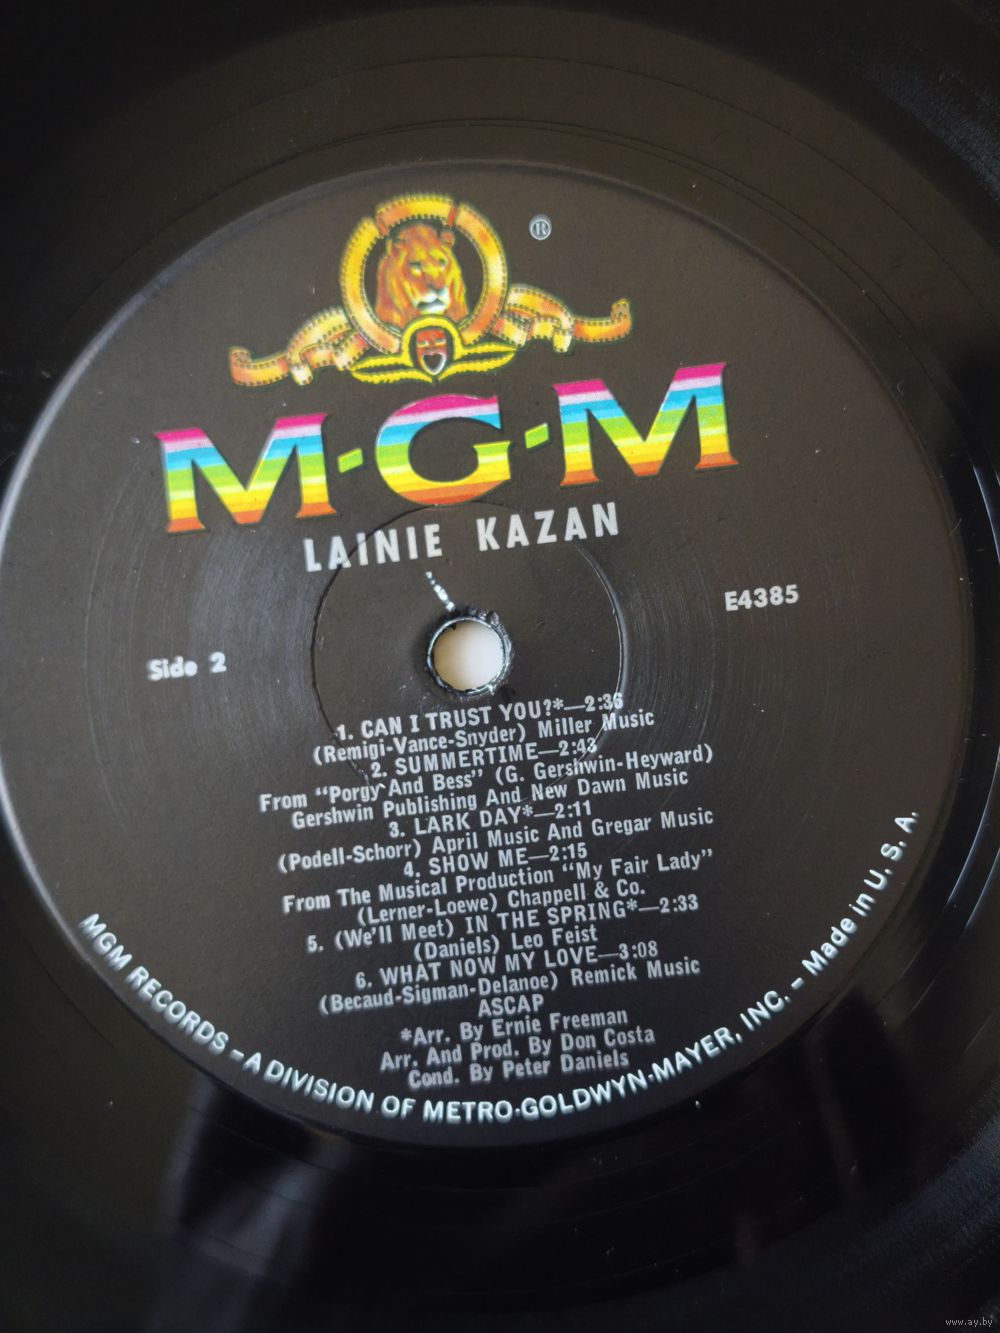 ®
M·G·M
LAINIE KAZAN
E4385
Side 2
1. CAN I TRUST YOU?*—2:36
(Remigi-Vance-Snyder) Miller Music
2. SUMMERTIME—2:43
From "Porgy And Bess" (G. Gershwin-Heyward)
Gershwin Publishing And New Dawn Music
3. LARK DAY*—2:11
(Podell-Schorr) April Music And Gregar Music
4. SHOW ME—2:15
From The Musical Production "My Fair Lady"
(Lerner-Loewe) Chappell & Co.
5. (We'll Meet) IN THE SPRING*—2:33
(Daniels) Leo Feist
6. WHAT NOW MY LOVE—3:08
(Becaud-Sigman-Delanoe) Remick Music
ASCAP
*Arr. By Ernie Freeman
Arr. And Prod. By Don Costa
Cond. By Peter Daniels
MGM RECORDS – A DIVISION OF METRO-GOLDWYN-MAYER, INC. – Made in U. S. A.
www.ay.by